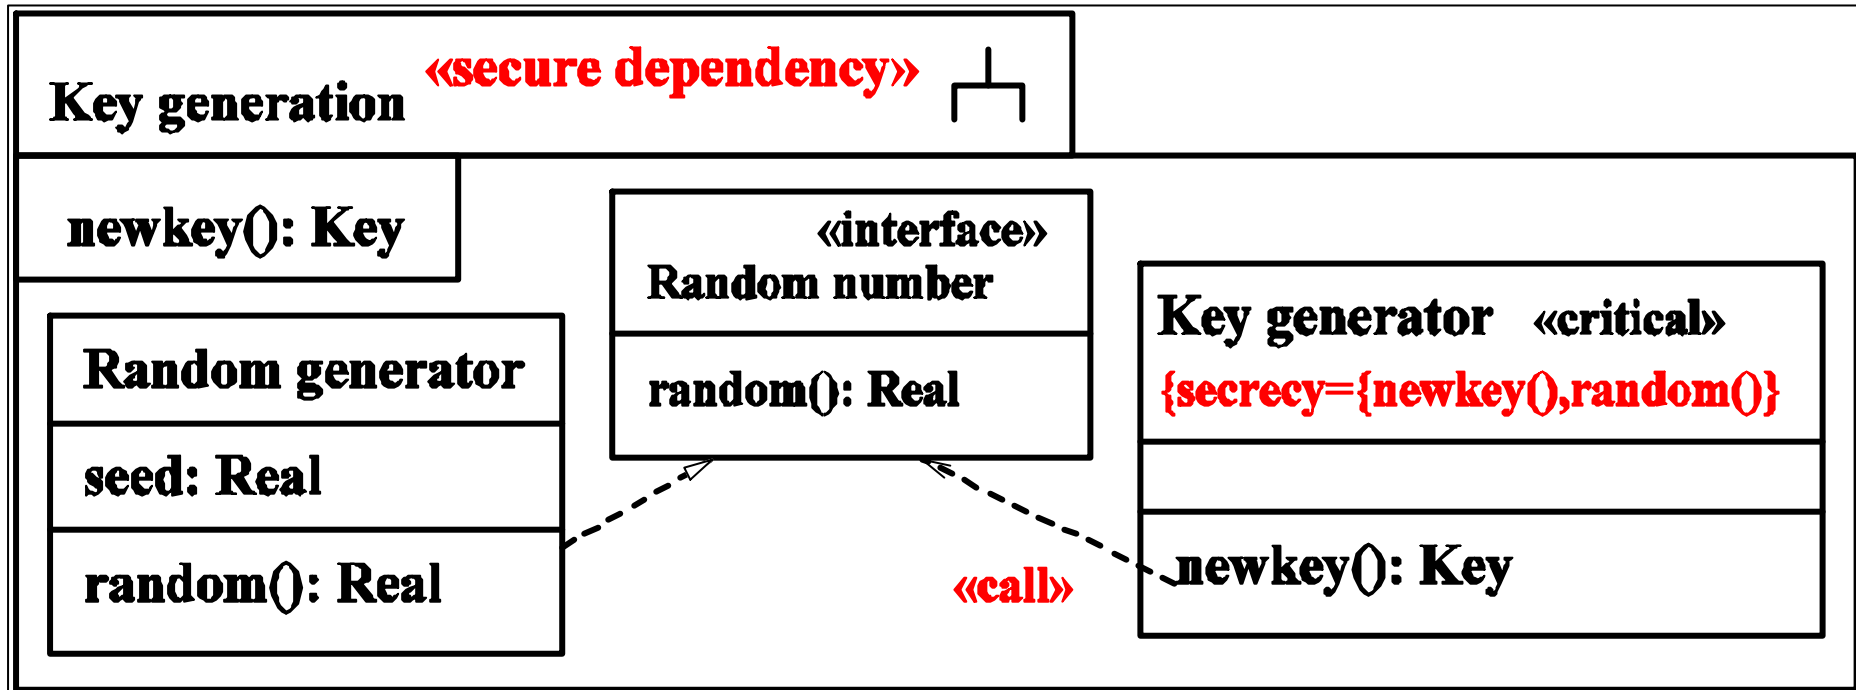 Key generation «secure dependency»
newkey(): Key
«interface»
Random number
random(): Real
Random generator
seed: Real
random(): Real
Key generator «critical»
{secrecy={newkey(),random()}
newkey(): Key
«call»